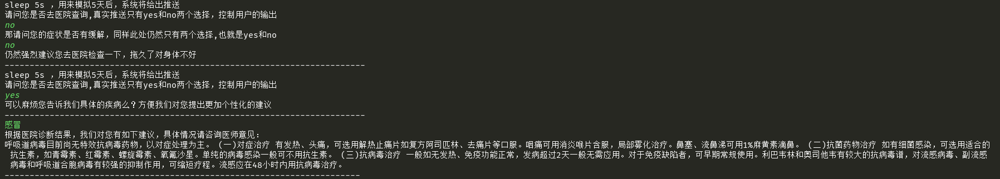 sleep 5s ，用来模拟5天后，系统将给出推送
请问您是否去医院查询,真实推送只有yes和no两个选择，控制用户的输出
no
那请问您的症状是否有缓解，同样此处仍然只有两个选择,也就是yes和no
no
仍然强烈建议您去医院检查一下，拖久了对身体不好
------------------------------------------------------------------------
sleep 5s ，用来模拟5天后，系统将给出推送
请问您是否去医院查询,真实推送只有yes和no两个选择，控制用户的输出
yes
可以麻烦您告诉我们具体的疾病么？方便我们对您提出更加个性化的建议
------------------------------------------------------------------------
感冒
根据医院诊断结果，我们对您有如下建议，具体情况请咨询医师意见：
呼吸道病毒目前尚无特效抗病毒药物，以对症处理为主。 (一)对症治疗 有发热、头痛，可选用解热止痛片如复方阿司匹林、去痛片等口服。咽痛可用消炎喉片含服，局部雾化治疗。鼻塞、流鼻涕可用1%麻黄素滴鼻。 (二)抗菌药物治疗 如有细菌感染，可选用适合的
抗生素，如青霉素、红霉素、螺旋霉素、氧氟沙星。单纯的病毒感染一般可不用抗生素。 (三)抗病毒治疗 一般如无发热、免疫功能正常，发病超过2天一般无需应用。对于免疫缺陷者，可早期常规使用。利巴韦林和奥司他韦有较大的抗病毒谱，对流感病毒、副流感
病毒和呼吸道合胞病毒有较强的抑制作用，可缩短疗程。流感应在48小时内用抗病毒治疗。
-----------------------------------------------------------------------